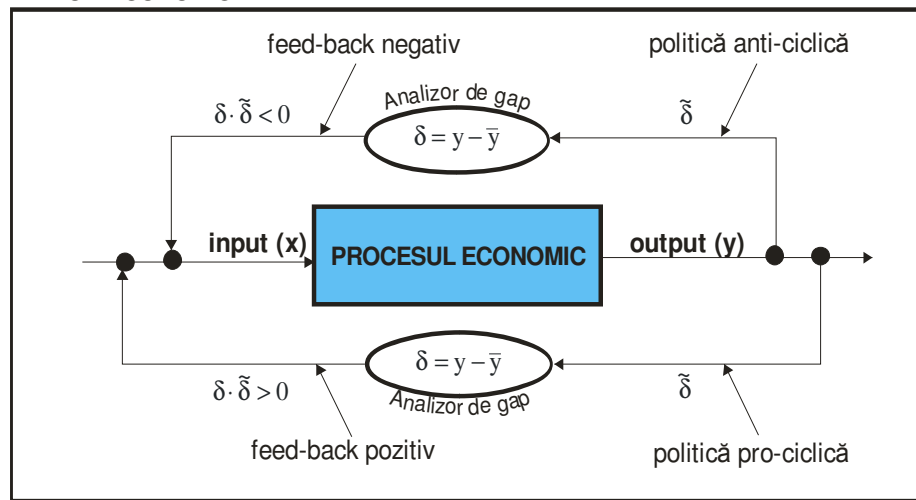 feed-back negativ
politică anti-ciclică
Analizor de gap
δ · δ̃ < 0
δ = y − ȳ
δ̃
input (x)
PROCESUL ECONOMIC
output (y)
δ = y − ȳ
δ · δ̃ > 0
Analizor de gap
δ̃
feed-back pozitiv
politică pro-ciclică